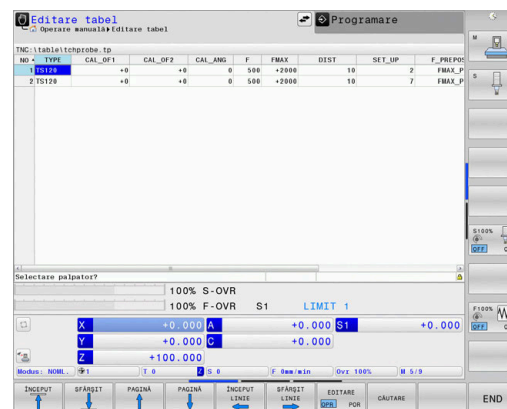 Editare tabel
Operare manuală▸Editare tabel
Programare
TNC:\table\tchprobe.tp
NO TYPE CAL_OF1 CAL_OF2 CAL_ANG F FMAX DIST SET_UP F_PREPOS
1 TS120 +0 +0 0 500 +2000 10 2 FMAX_P
2 TS120 +0 +0 0 500 +2000 10 7 FMAX_P
Selectare palpator?
100% S-OVR
100% F-OVR S1 LIMIT 1
X +0.000 A +0.000 S1 +0.000
Y +0.000 C +0.000
Z +100.000
Modus: NOML. 1 T 0 Z S 0 F 0mm/min Ovr 100% M 5/9
ÎNCEPUT
SFÂRŞIT
PAGINĂ
PAGINĂ
ÎNCEPUT LINIE
SFÂRŞIT LINIE
EDITARE
OPR POR
CĂUTARE
END
M
S
S100%
OFF
F100%
OFF